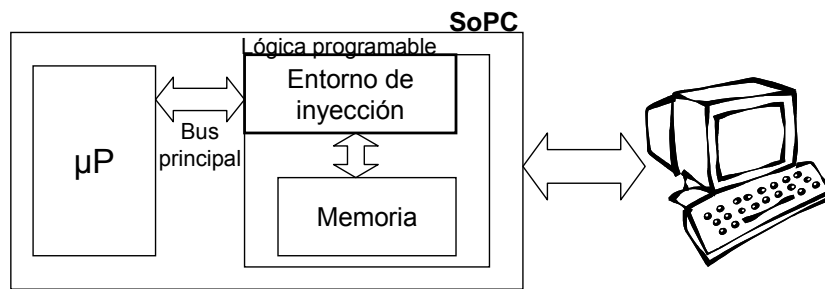 SoPC
Lógica programable
Entorno de
inyección
Bus
principal
µP
Memoria